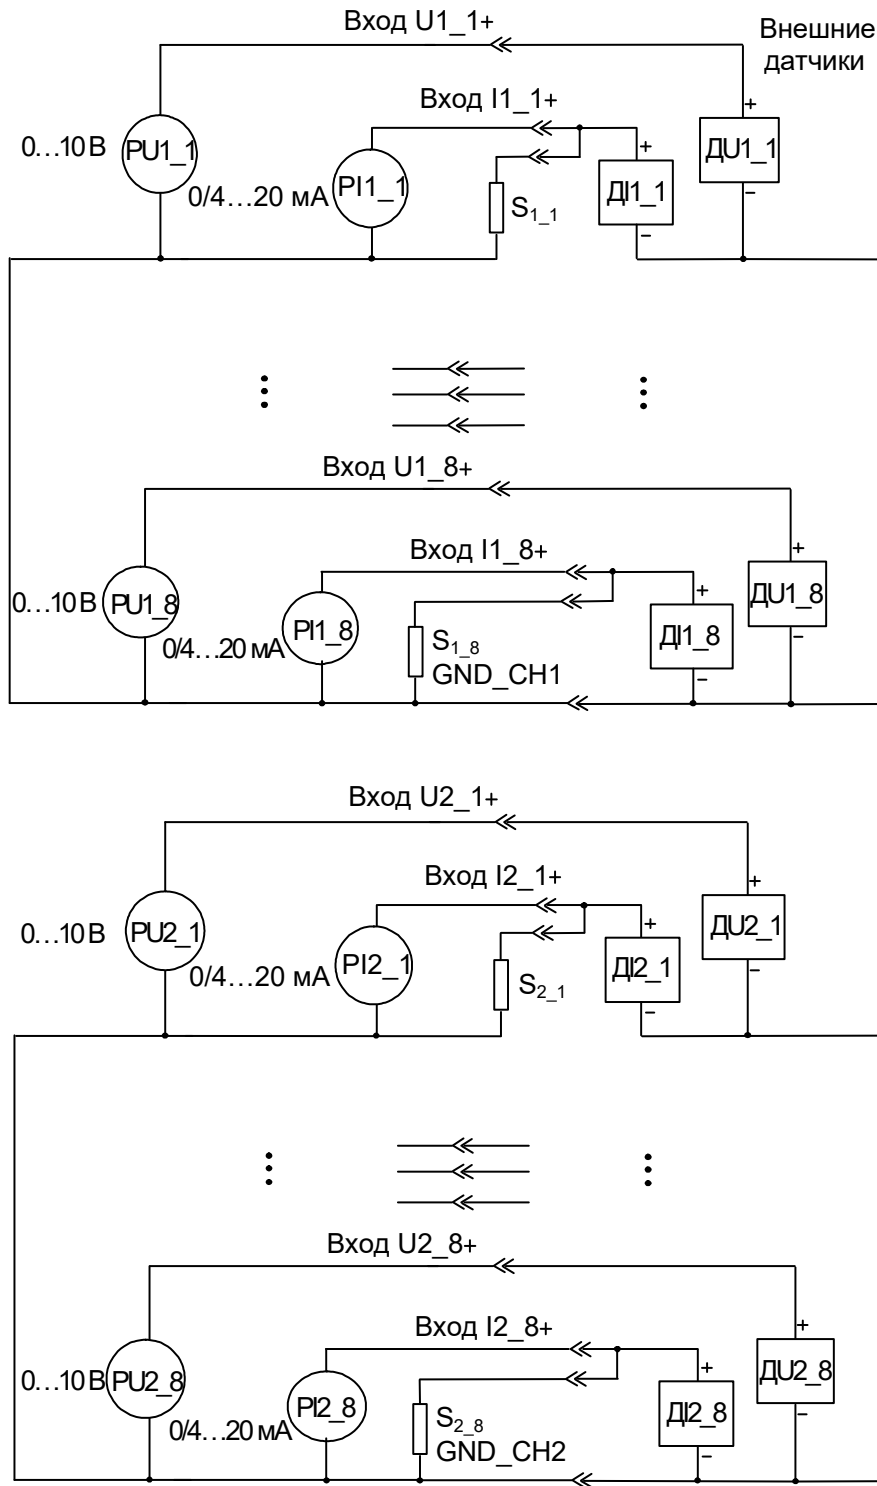 Вход U1_1+
Внешние
датчики
Вход I1_1+
+
+
0…10 В
PU1_1
ДU1_1
0/4…20 мА
PI1_1
S1_1
ДI1_1
–
–
Вход U1_8+
+
Вход I1_8+
+
0…10 В
PU1_8
ДU1_8
0/4…20 мА
PI1_8
S1_8
ДI1_8
–
GND_CH1
–
Вход U2_1+
+
Вход I2_1+
+
0…10 В
PU2_1
ДU2_1
0/4…20 мА
PI2_1
S2_1
ДI2_1
–
–
Вход U2_8+
+
Вход I2_8+
+
0…10 В
PU2_8
ДU2_8
0/4…20 мА
PI2_8
S2_8
ДI2_8
–
GND_CH2
–